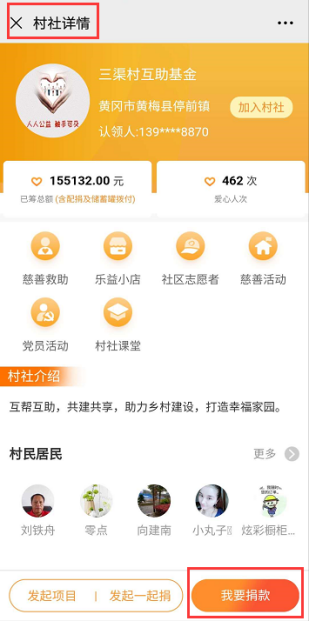 村社详情
三渠村互助基金
黄冈市黄梅县停前镇
加入村社
认领人:139****8870
人人公益 触手可及
155132.00 元
462 次
已筹总额 (含配捐及储蓄罐拨付)
爱心人次
慈善救助
乐益小店
社区志愿者
慈善活动
党员活动
村社课堂
村社介绍
互帮互助，共建共享，助力乡村建设，打造幸福家园。
村民居民
更多
刘铁舟
零点
向建南
小丸子
炫彩橱柜...
发起项目 | 发起一起捐
我要捐款